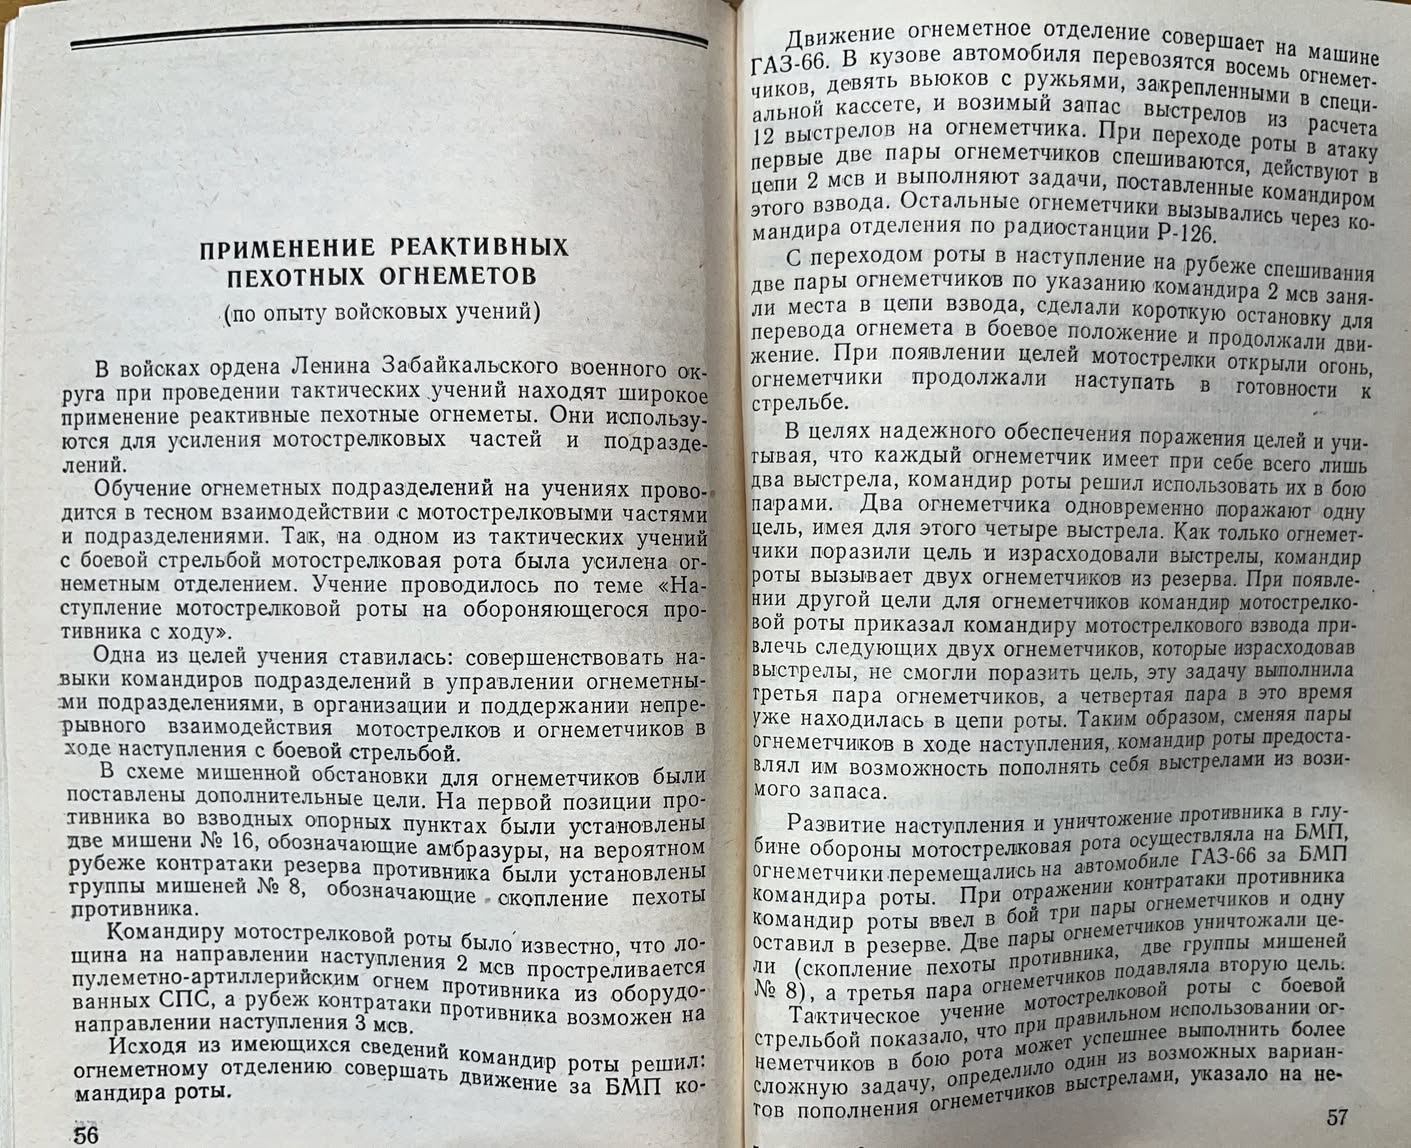 ПРИМЕНЕНИЕ РЕАКТИВНЫХ
ПЕХОТНЫХ ОГНЕМЕТОВ
(по опыту войсковых учений)
В войсках ордена Ленина Забайкальского военного ок-
руга при проведении тактических учений находят широкое
применение реактивные пехотные огнеметы. Они использу-
ются для усиления мотострелковых частей и подразде-
лений.
Обучение огнеметных подразделений на учениях прово-
дится в тесном взаимодействии с мотострелковыми частями
и подразделениями. Так, на одном из тактических учений
с боевой стрельбой мотострелковая рота была усилена ог-
неметным отделением. Учение проводилось по теме «На-
ступление мотострелковой роты на обороняющегося про-
тивника с ходу».
Одна из целей учения ставилась: совершенствовать на-
выки командиров подразделений в управлении огнеметны-
ми подразделениями, в организации и поддержании непре-
рывного взаимодействия мотострелков и огнеметчиков в
ходе наступления с боевой стрельбой.
В схеме мишенной обстановки для огнеметчиков были
поставлены дополнительные цели. На первой позиции про-
тивника во взводных опорных пунктах были установлены
две мишени № 16, обозначающие амбразуры, на вероятном
рубеже контратаки резерва противника были установлены
группы мишеней № 8, обозначающие скопление пехоты
противника.
Командиру мотострелковой роты было известно, что ло-
щина на направлении наступления 2 мсв простреливается
пулеметно-артиллерийским огнем противника из оборудо-
ванных СПС, а рубеж контратаки противника возможен на
направлении наступления 3 мсв.
Исходя из имеющихся сведений командир роты решил:
огнеметному отделению совершать движение за БМП ко-
мандира роты.
56
Движение огнеметное отделение совершает на машине
ГАЗ-66. В кузове автомобиля перевозятся восемь огнемет-
чиков, девять вьюков с ружьями, закрепленными в специ-
альной кассете, и возимый запас выстрелов из расчета
12 выстрелов на огнеметчика. При переходе роты в атаку
первые две пары огнеметчиков спешиваются, действуют в
цепи 2 мсв и выполняют задачи, поставленные командиром
этого взвода. Остальные огнеметчики вызывались через ко-
мандира отделения по радиостанции Р-126.
С переходом роты в наступление на рубеже спешивания
две пары огнеметчиков по указанию командира 2 мсв заня-
ли места в цепи взвода, сделали короткую остановку для
перевода огнемета в боевое положение и продолжали дви-
жение. При появлении целей мотострелки открыли огонь,
огнеметчики продолжали наступать в готовности к
стрельбе.
В целях надежного обеспечения поражения целей и учи-
тывая, что каждый огнеметчик имеет при себе всего лишь
два выстрела, командир роты решил использовать их в бою
парами. Два огнеметчика одновременно поражают одну
цель, имея для этого четыре выстрела. Как только огнемет-
чики поразили цель и израсходовали выстрелы, командир
роты вызывает двух огнеметчиков из резерва. При появле-
нии другой цели для огнеметчиков командир мотострелко-
вой роты приказал командиру мотострелкового взвода при-
влечь следующих двух огнеметчиков, которые израсходовав
выстрелы, не смогли поразить цель, эту задачу выполнила
третья пара огнеметчиков, а четвертая пара в это время
уже находилась в цепи роты. Таким образом, сменяя пары
огнеметчиков в ходе наступления, командир роты предоста-
влял им возможность пополнять себя выстрелами из вози-
мого запаса.
Развитие наступления и уничтожение противника в глу-
бине обороны мотострелковая рота осуществляла на БМП,
огнеметчики перемещались на автомобиле ГАЗ-66 за БМП
командира роты. При отражении контратаки противника
командир роты ввел в бой три пары огнеметчиков и одну
оставил в резерве. Две пары огнеметчиков уничтожали це-
ли (скопление пехоты противника, две группы мишеней
№ 8), а третья пара огнеметчиков подавляла вторую цель.
Тактическое учение мотострелковой роты с боевой
стрельбой показало, что при правильном использовании ог-
неметчиков в бою рота может успешнее выполнить более
сложную задачу, определило один из возможных вариан-
тов пополнения огнеметчиков выстрелами, указало на не-
57